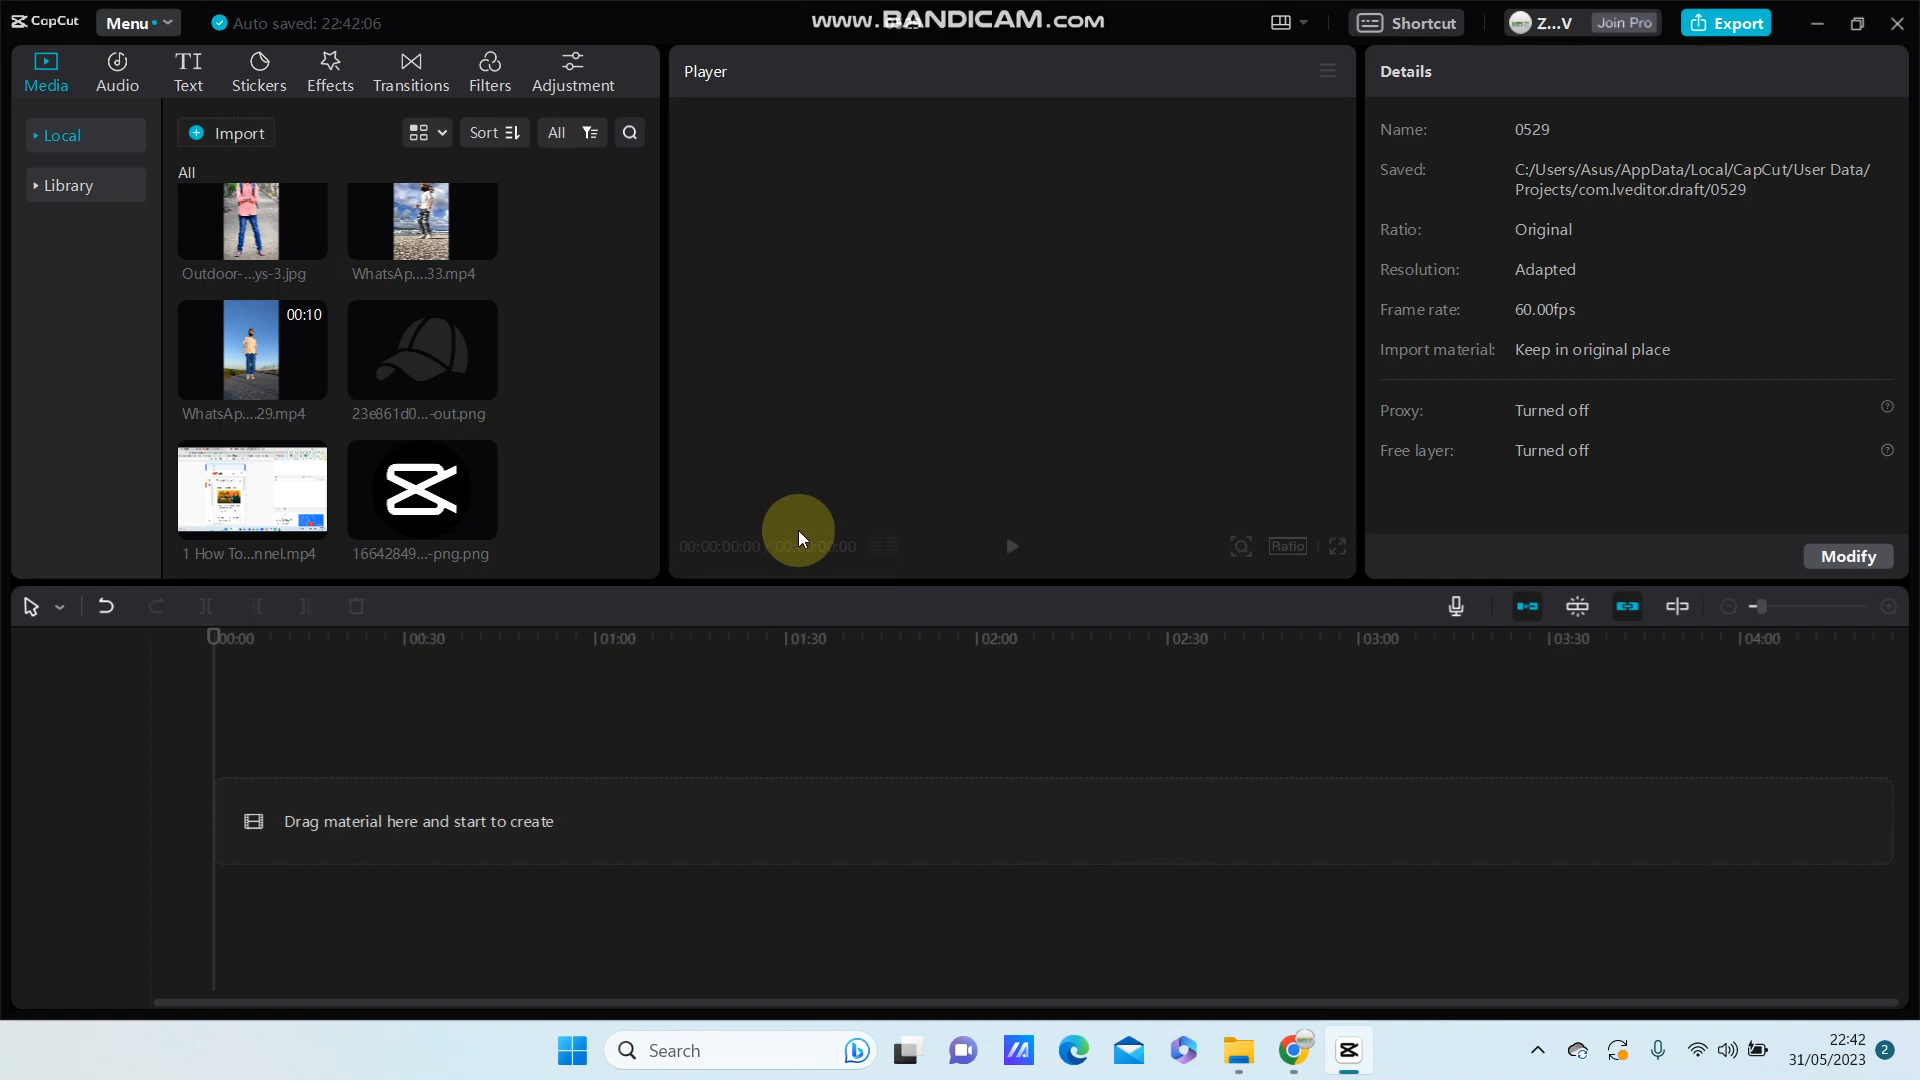 CapCut
Menu
Auto saved: 22:42:06
www.BANDICAM.com
Shortcut
Z...V
Join Pro
Export
Media
Audio
Text
Stickers
Effects
Transitions
Filters
Adjustment
Player
Details
Local
Library
Import
Sort
All
All
Outdoor-...ys-3.jpg
WhatsAp....33.mp4
00:10
WhatsAp....29.mp4
23e861d0...-out.png
1 How To...nnel.mp4
16642849...-png.png
00:00:00:00 / 00:00:00:00
Ratio
Name: 0529
Saved: C:/Users/Asus/AppData/Local/CapCut/User Data/
Projects/com.lveditor.draft/0529
Ratio: Original
Resolution: Adapted
Frame rate: 60.00fps
Import material: Keep in original place
Proxy: Turned off
Free layer: Turned off
Modify
00:00 00:30 01:00 01:30 02:00 02:30 03:00 03:30 04:00
Drag material here and start to create
Search
22:42
31/05/2023
2